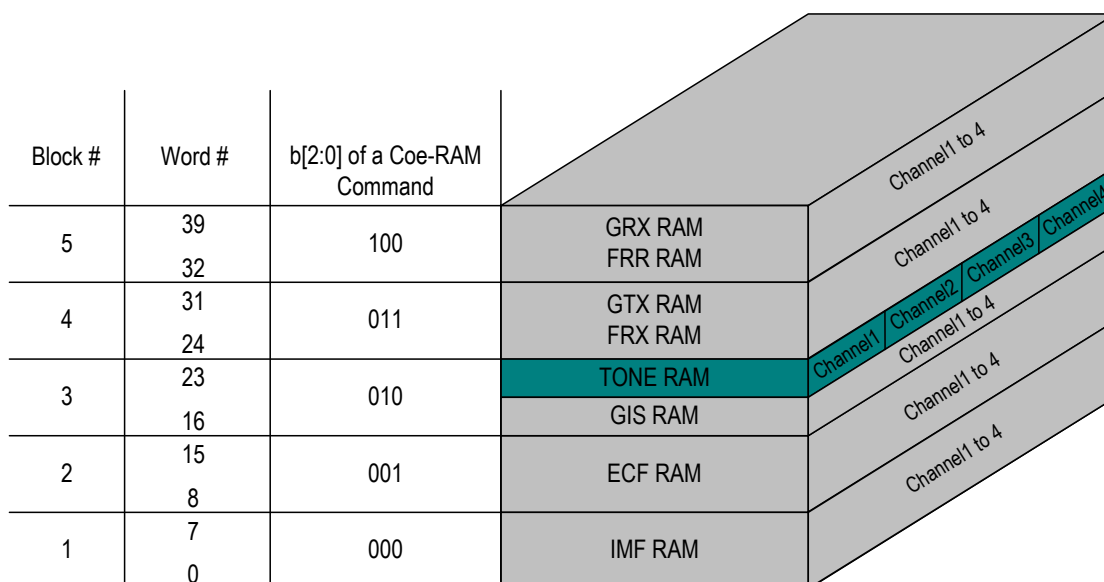 Block #
Word #
b[2:0] of a Coe-RAM
Command
5
39
32
100
GRX RAM
FRR RAM
Channel1 to 4
4
31
24
011
GTX RAM
FRX RAM
Channel1 to 4
3
23
16
010
TONE RAM
Channel1
Channel2
Channel3
Channel4
GIS RAM
Channel1 to 4
2
15
8
001
ECF RAM
Channel1 to 4
1
7
0
000
IMF RAM
Channel1 to 4